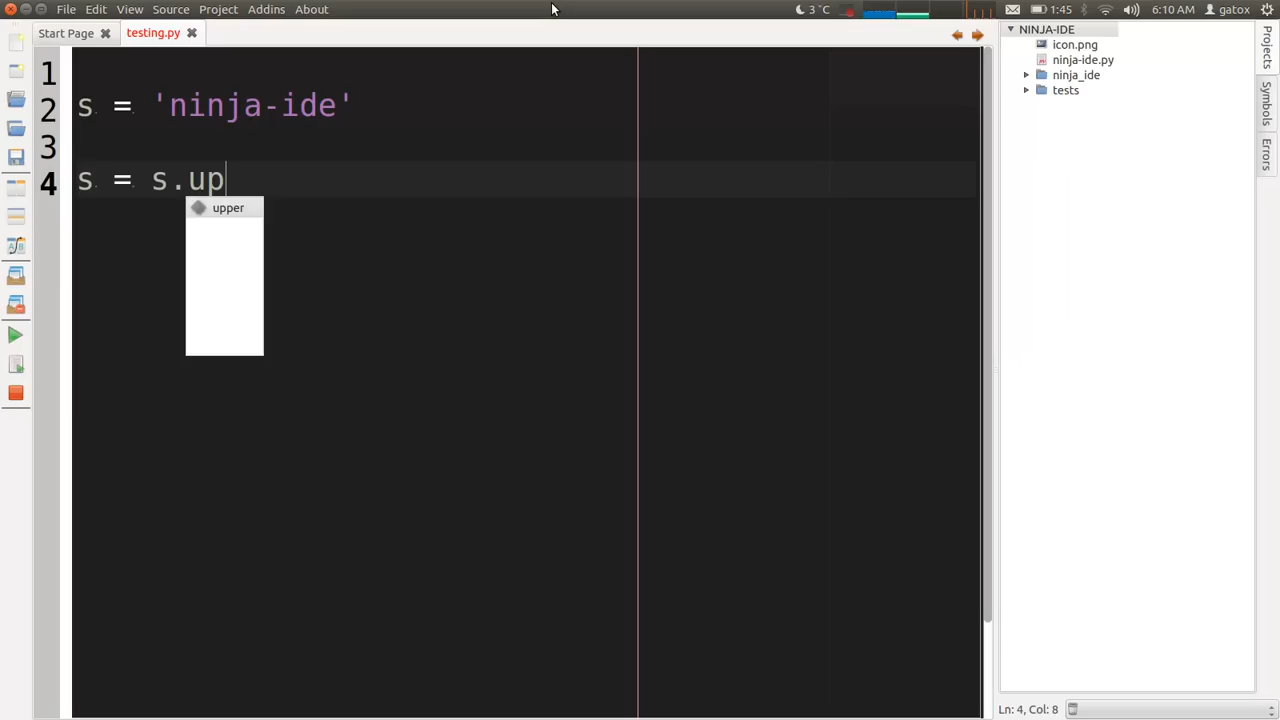 File Edit View Source Project Addins About
3 °C
1:45
6:10 AM
gatox
Start Page
testing.py
1
2 s = 'ninja-ide'
3
4 s = s.up
upper
NINJA-IDE
icon.png
ninja-ide.py
ninja_ide
tests
Projects
Symbols
Errors
Ln: 4, Col: 8